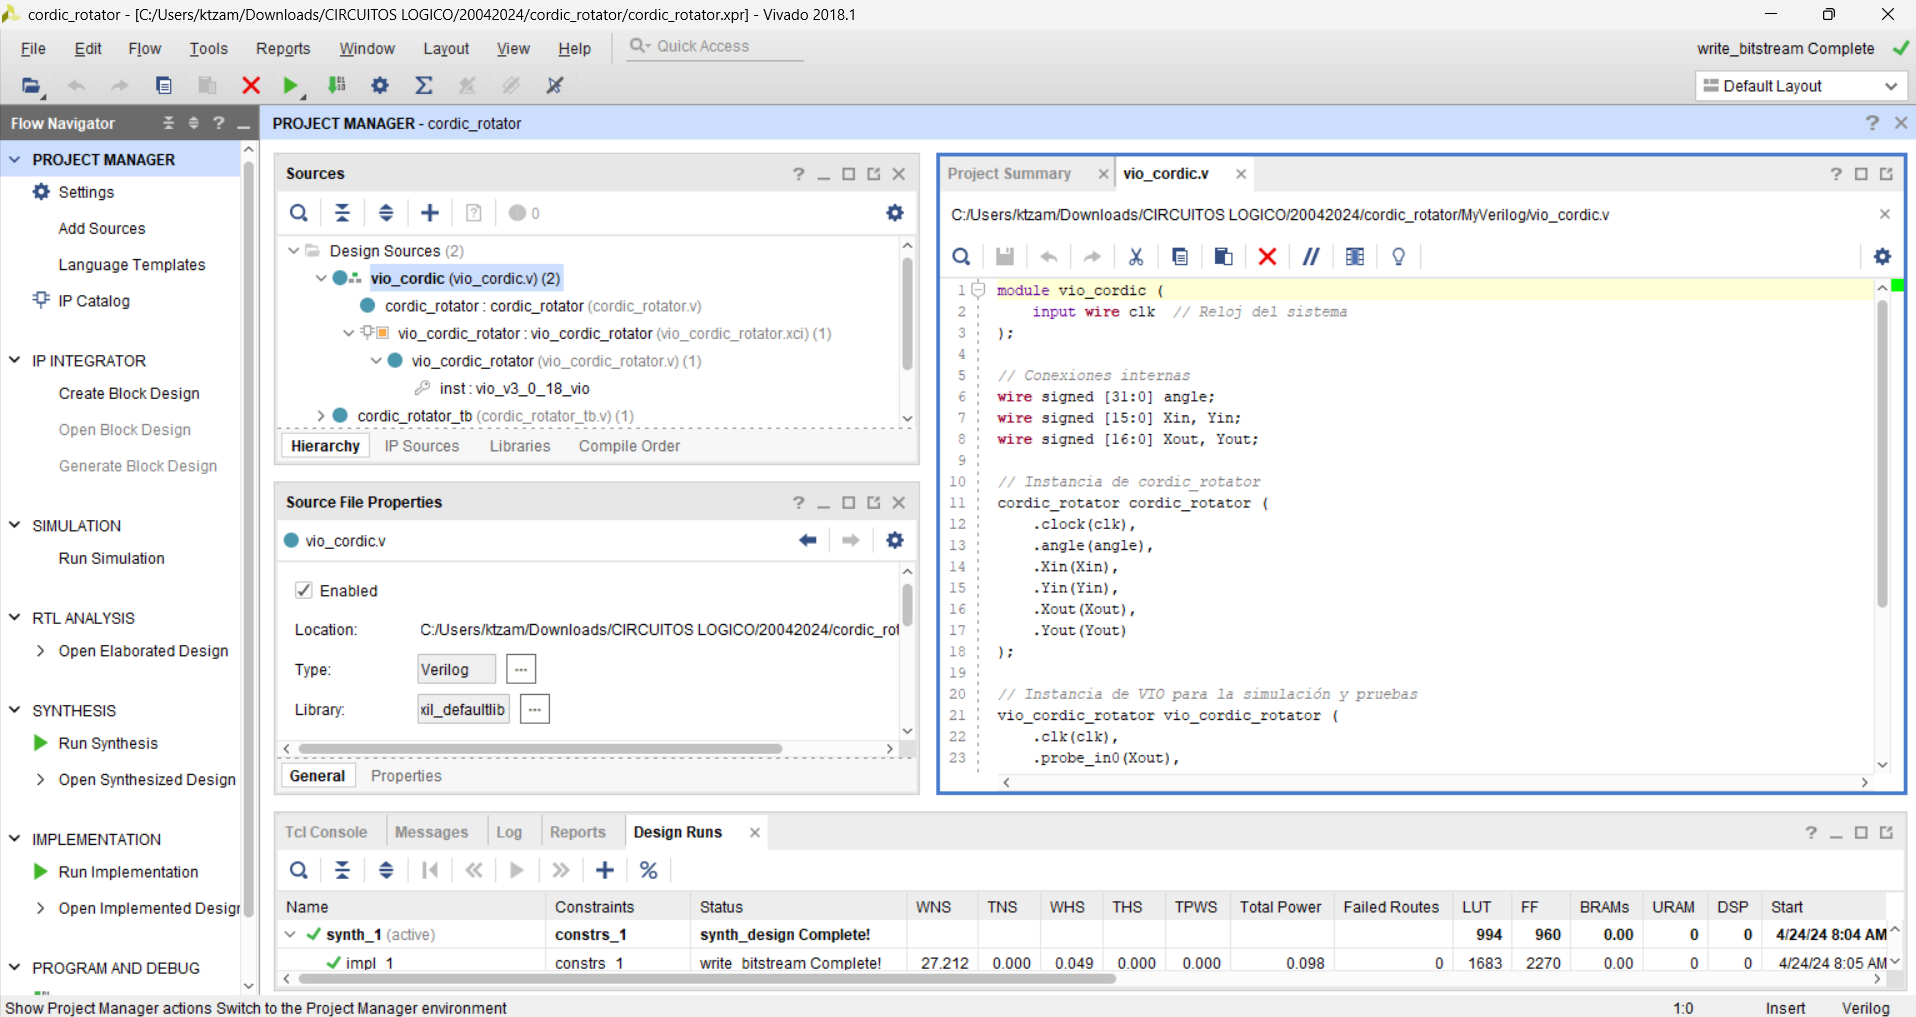 cordic_rotator - [C:/Users/ktzam/Downloads/CIRCUITOS LOGICO/20042024/cordic_rotator/cordic_rotator.xpr] - Vivado 2018.1
File Edit Flow Tools Reports Window Layout View Help Quick Access
write_bitstream Complete
Default Layout
Flow Navigator
PROJECT MANAGER
Settings
Add Sources
Language Templates
IP Catalog
IP INTEGRATOR
Create Block Design
Open Block Design
Generate Block Design
SIMULATION
Run Simulation
RTL ANALYSIS
Open Elaborated Design
SYNTHESIS
Run Synthesis
Open Synthesized Design
IMPLEMENTATION
Run Implementation
Open Implemented Desig
PROGRAM AND DEBUG
PROJECT MANAGER - cordic_rotator
Sources
0
Design Sources (2)
vio_cordic (vio_cordic.v) (2)
cordic_rotator : cordic_rotator (cordic_rotator.v)
vio_cordic_rotator : vio_cordic_rotator (vio_cordic_rotator.xci) (1)
vio_cordic_rotator (vio_cordic_rotator.v) (1)
inst : vio_v3_0_18_vio
cordic_rotator_tb (cordic_rotator_tb.v) (1)
Hierarchy IP Sources Libraries Compile Order
Source File Properties
vio_cordic.v
Enabled
Location: C:/Users/ktzam/Downloads/CIRCUITOS LOGICO/20042024/cordic_rot
Type: Verilog ...
Library: xil_defaultlib ...
General Properties
Project Summary vio_cordic.v
C:/Users/ktzam/Downloads/CIRCUITOS LOGICO/20042024/cordic_rotator/MyVerilog/vio_cordic.v
1 module vio_cordic (
2 input wire clk // Reloj del sistema
3 );
4
5 // Conexiones internas
6 wire signed [31:0] angle;
7 wire signed [15:0] Xin, Yin;
8 wire signed [16:0] Xout, Yout;
9
10 // Instancia de cordic_rotator
11 cordic_rotator cordic_rotator (
12 .clock(clk),
13 .angle(angle),
14 .Xin(Xin),
15 .Yin(Yin),
16 .Xout(Xout),
17 .Yout(Yout)
18 );
19
20 // Instancia de VIO para la simulación y pruebas
21 vio_cordic_rotator vio_cordic_rotator (
22 .clk(clk),
23 .probe_in0(Xout),
Tcl Console Messages Log Reports Design Runs
Name Constraints Status WNS TNS WHS THS TPWS Total Power Failed Routes LUT FF BRAMs URAM DSP Start
synth_1 (active) constrs_1 synth_design Complete! 994 960 0.00 0 0 4/24/24 8:04 AM
impl_1 constrs_1 write_bitstream Complete! 27.212 0.000 0.049 0.000 0.000 0.098 0 1683 2270 0.00 0 0 4/24/24 8:05 AM
Show Project Manager actions Switch to the Project Manager environment 1:0 Insert Verilog